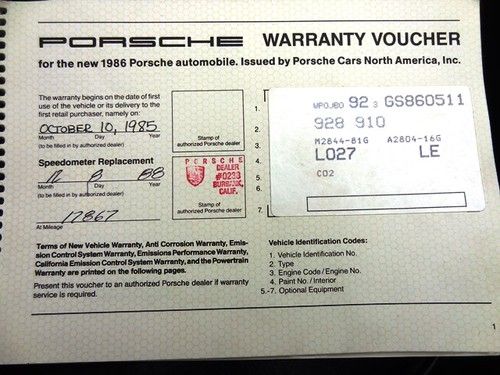 PORSCHE WARRANTY VOUCHER
for the new 1986 Porsche automobile. Issued by Porsche Cars North America, Inc.
The warranty begins on the date of first
use of the vehicle or its delivery to the
first retail purchaser, namely on:
OCTOBER 10, 1985
Month Day Year
(to be filled in by authorized Porsche dealer)
Stamp of
authorized Porsche dealer
Speedometer Replacement
12 8 88
Month Day Year
(to be filled in by authorized Porsche dealer)
17867
At Mileage
PORSCHE
DEALER
#0233
BURBANK,
CALIF.
Stamp of
authorized Porsche dealer
1.
2.
3.
4.
5.
6.
7.
WP0JB0 92 3 GS860511
928 910
M2844-81G A2804-16G
L027 LE
C02
Terms of New Vehicle Warranty, Anti Corrosion Warranty, Emis-
sion Control System Warranty, Emissions Performance Warranty,
California Emission Control System Warranty, and the Powertrain
Warranty are printed on the following pages.
Present this voucher to an authorized Porsche dealer if warranty
service is required.
Vehicle Identification Codes:
1. Vehicle Identification No.
2. Type
3. Engine Code / Engine No.
4. Paint No. / Interior
5.-7. Optional Equipment
1